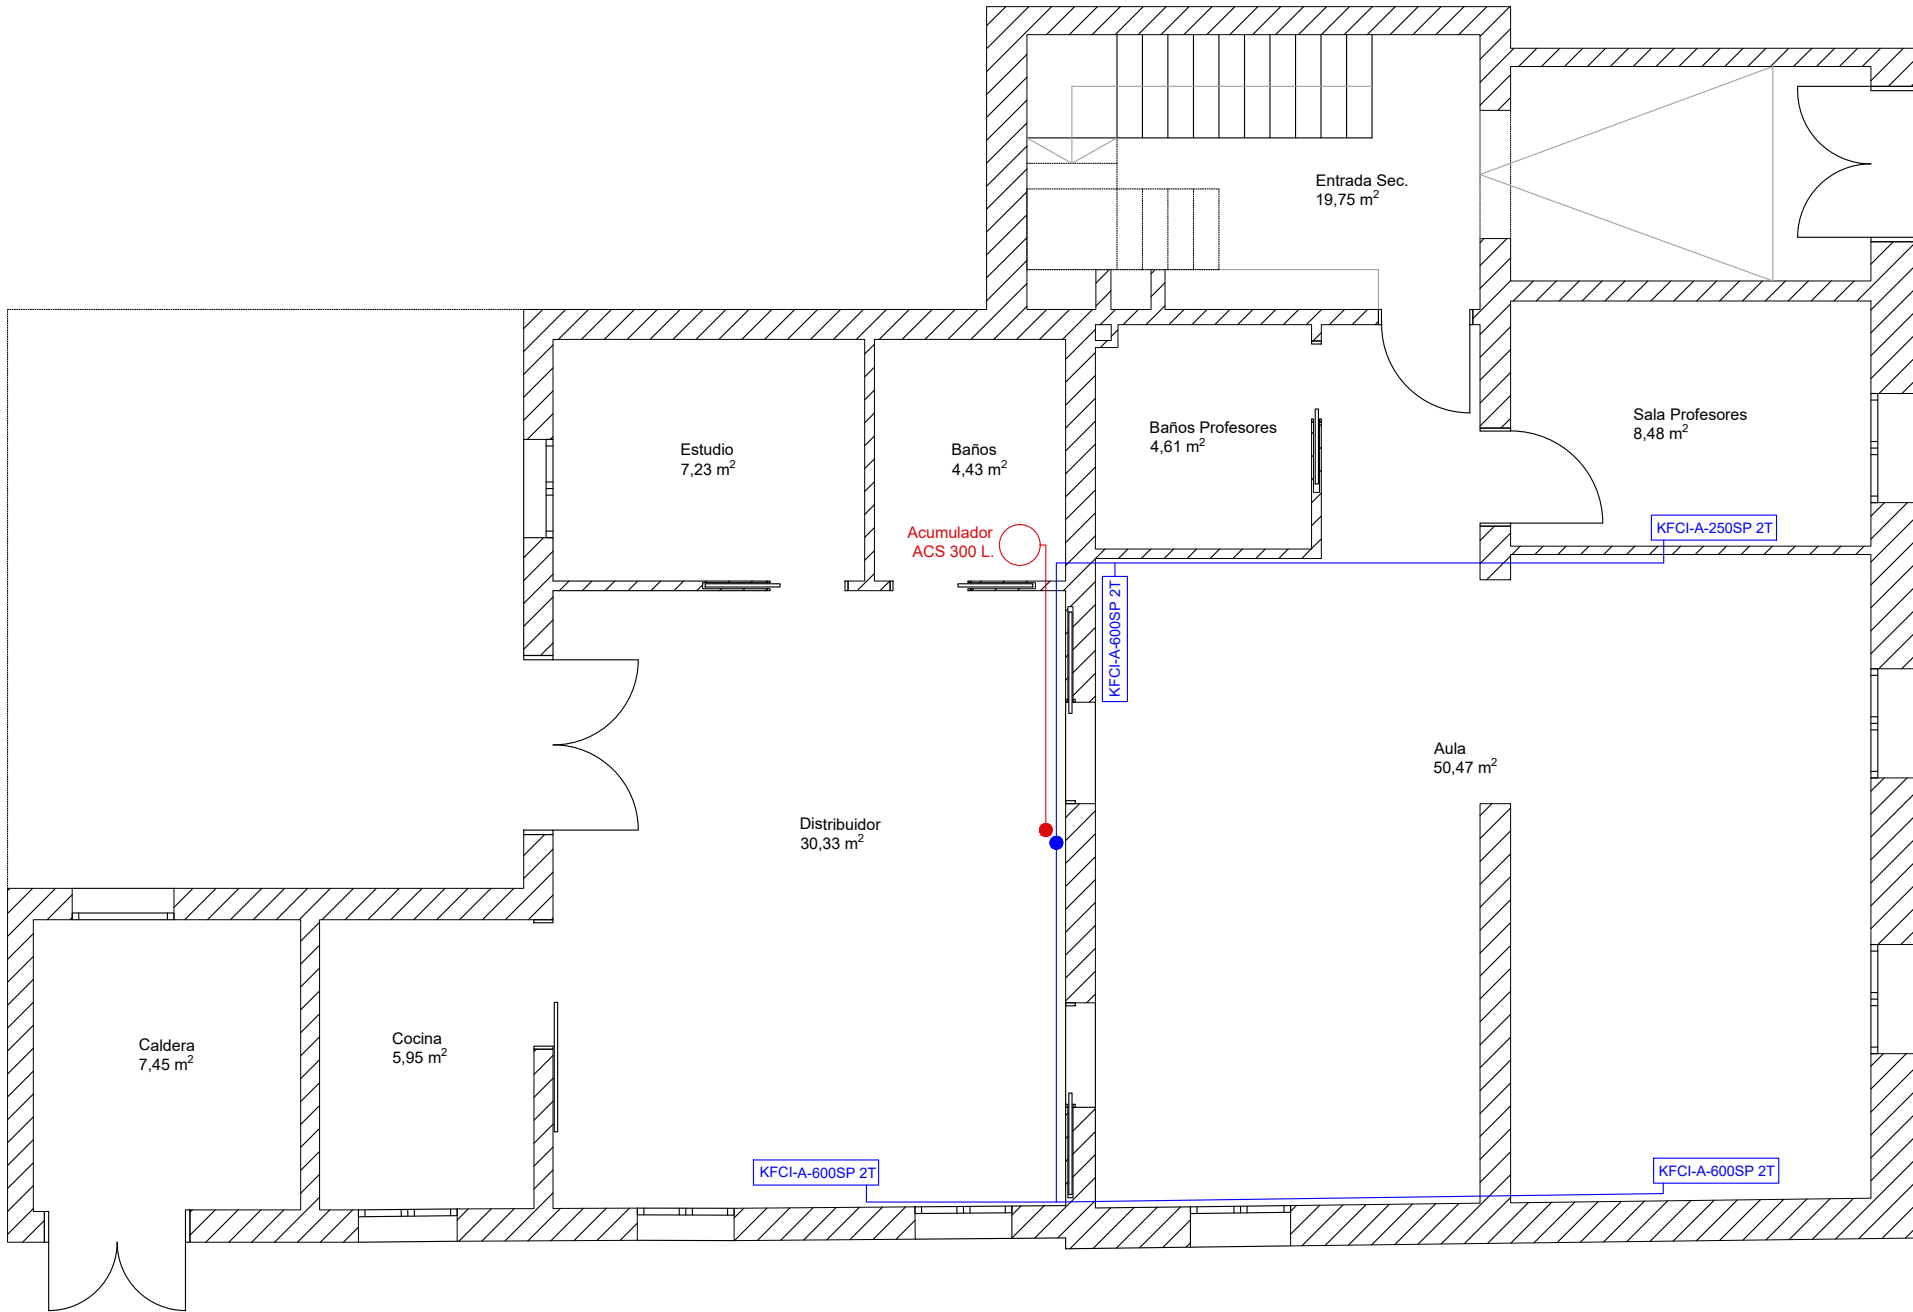 Entrada Sec.
19,75 m²
Sala Profesores
8,48 m²
Baños Profesores
4,61 m²
Estudio
7,23 m²
Baños
4,43 m²
Acumulador
ACS 300 L.
KFCI-A-250SP 2T
KFCI-A-600SP 2T
Aula
50,47 m²
Distribuidor
30,33 m²
Caldera
7,45 m²
Cocina
5,95 m²
KFCI-A-600SP 2T
KFCI-A-600SP 2T